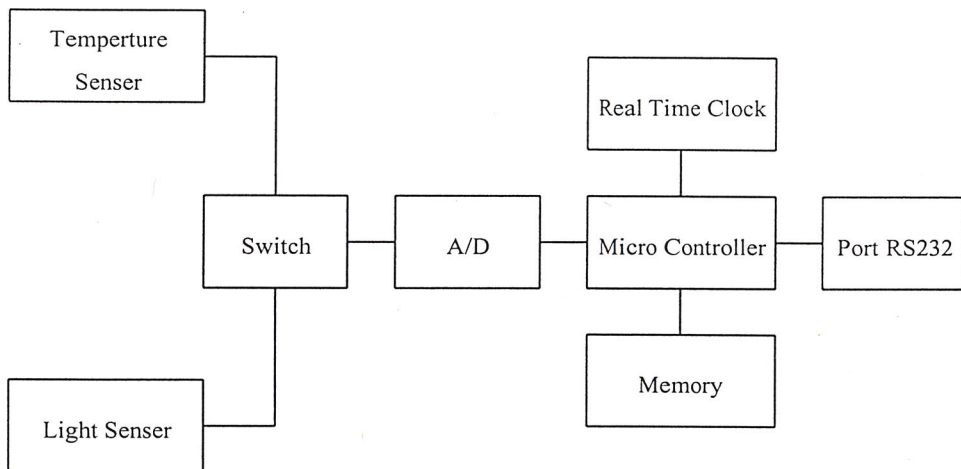 Temperture
Senser
Real Time Clock
Switch
A/D
Micro Controller
Port RS232
Memory
Light Senser